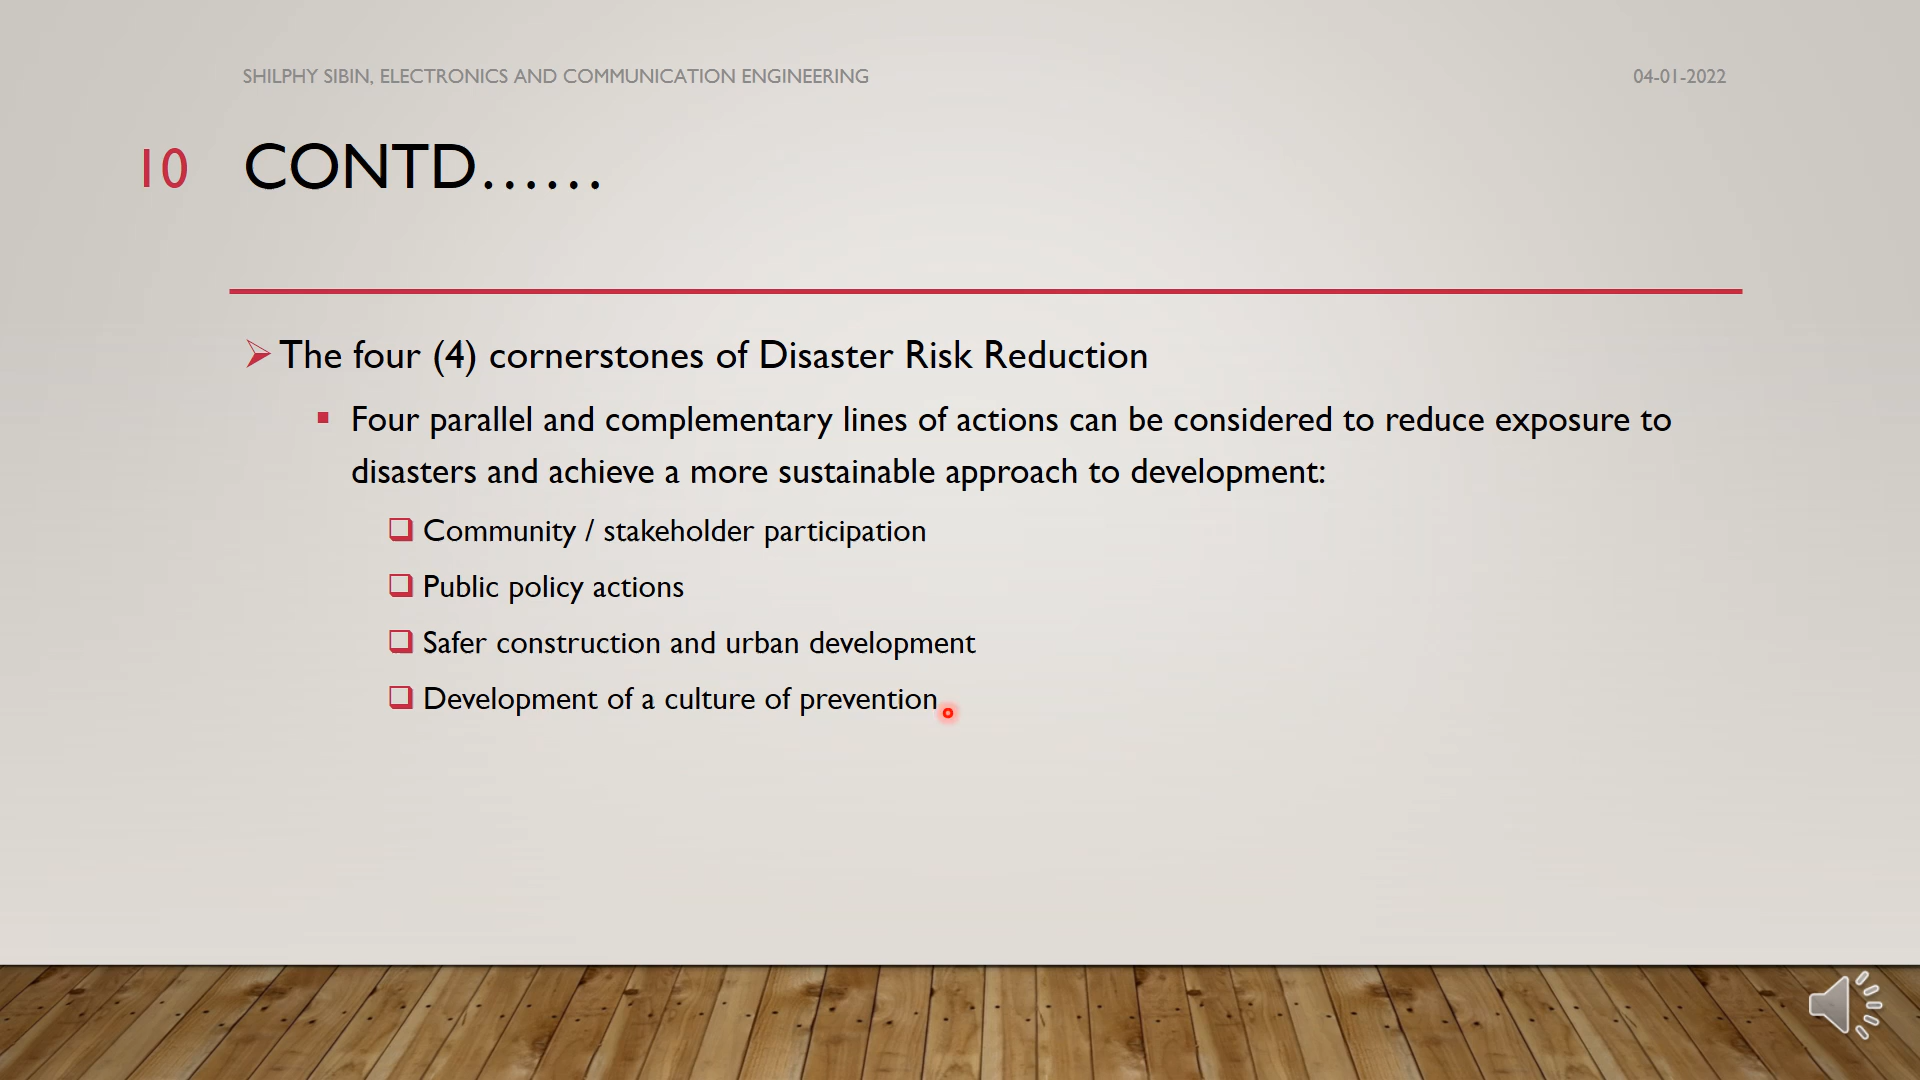 SHILPHY SIBIN, ELECTRONICS AND COMMUNICATION ENGINEERING
04-01-2022
10
CONTD......
The four (4) cornerstones of Disaster Risk Reduction
Four parallel and complementary lines of actions can be considered to reduce exposure to
disasters and achieve a more sustainable approach to development:
Community / stakeholder participation
Public policy actions
Safer construction and urban development
Development of a culture of prevention